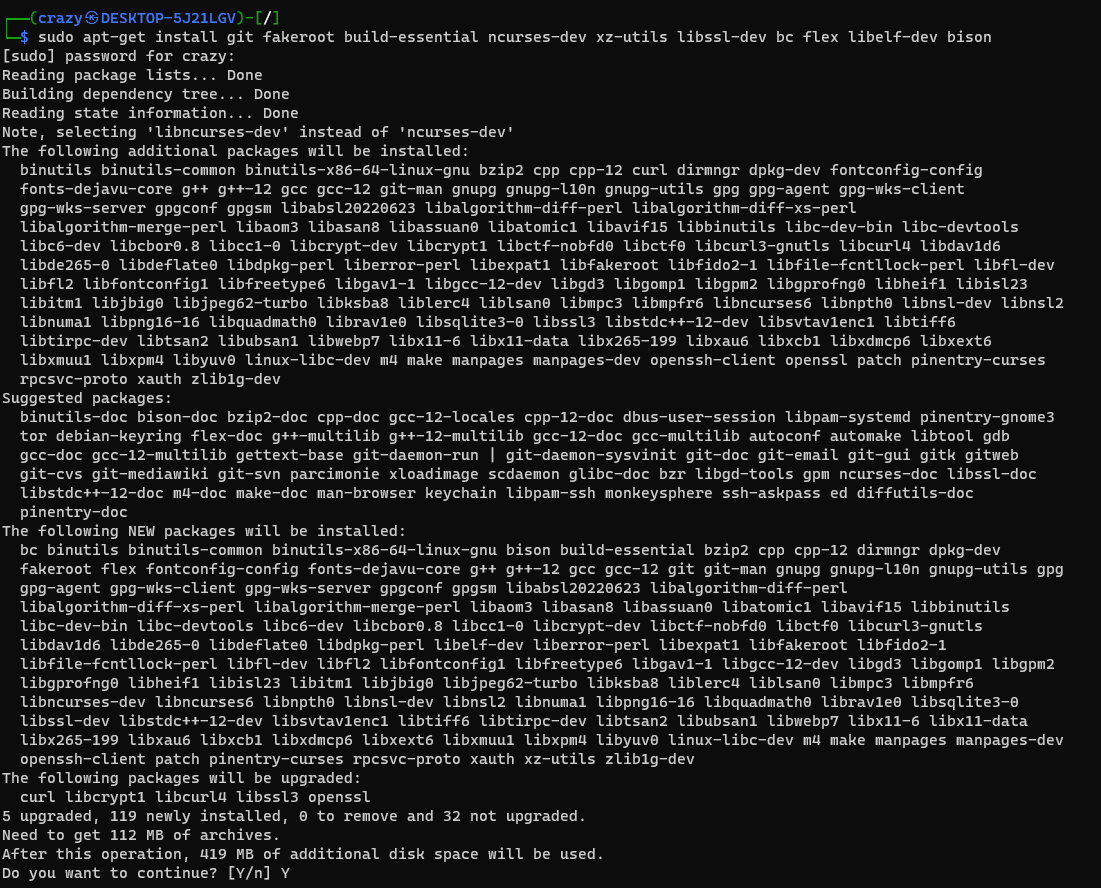 ┌──(crazy㉿DESKTOP-5J21LGV)-[/]
└─$ sudo apt-get install git fakeroot build-essential ncurses-dev xz-utils libssl-dev bc flex libelf-dev bison
[sudo] password for crazy:
Reading package lists... Done
Building dependency tree... Done
Reading state information... Done
Note, selecting 'libncurses-dev' instead of 'ncurses-dev'
The following additional packages will be installed:
  binutils binutils-common binutils-x86-64-linux-gnu bzip2 cpp cpp-12 curl dirmngr dpkg-dev fontconfig-config
  fonts-dejavu-core g++ g++-12 gcc gcc-12 git-man gnupg gnupg-l10n gnupg-utils gpg gpg-agent gpg-wks-client
  gpg-wks-server gpgconf gpgsm libabsl20220623 libalgorithm-diff-perl libalgorithm-diff-xs-perl
  libalgorithm-merge-perl libaom3 libasan8 libassuan0 libatomic1 libavif15 libbinutils libc-dev-bin libc-devtools
  libc6-dev libcbor0.8 libcc1-0 libcrypt-dev libcrypt1 libctf-nobfd0 libctf0 libcurl3-gnutls libcurl4 libdav1d6
  libde265-0 libdeflate0 libdpkg-perl liberror-perl libexpat1 libfakeroot libfido2-1 libfile-fcntllock-perl libfl-dev
  libfl2 libfontconfig1 libfreetype6 libgav1-1 libgcc-12-dev libgd3 libgomp1 libgpm2 libgprofng0 libheif1 libisl23
  libitm1 libjbig0 libjpeg62-turbo libksba8 liblerc4 liblsan0 libmpc3 libmpfr6 libncurses6 libnpth0 libnsl-dev libnsl2
  libnuma1 libpng16-16 libquadmath0 librav1e0 libsqlite3-0 libssl3 libstdc++-12-dev libsvtav1enc1 libtiff6
  libtirpc-dev libtsan2 libubsan1 libwebp7 libx11-6 libx11-data libx265-199 libxau6 libxcb1 libxdmcp6 libxext6
  libxmuu1 libxpm4 libyuv0 linux-libc-dev m4 make manpages manpages-dev openssh-client openssl patch pinentry-curses
  rpcsvc-proto xauth zlib1g-dev
Suggested packages:
  binutils-doc bison-doc bzip2-doc cpp-doc gcc-12-locales cpp-12-doc dbus-user-session libpam-systemd pinentry-gnome3
  tor debian-keyring flex-doc g++-multilib g++-12-multilib gcc-12-doc gcc-multilib autoconf automake libtool gdb
  gcc-doc gcc-12-multilib gettext-base git-daemon-run | git-daemon-sysvinit git-doc git-email git-gui gitk gitweb
  git-cvs git-mediawiki git-svn parcimonie xloadimage scdaemon glibc-doc bzr libgd-tools gpm ncurses-doc libssl-doc
  libstdc++-12-doc m4-doc make-doc man-browser keychain libpam-ssh monkeysphere ssh-askpass ed diffutils-doc
  pinentry-doc
The following NEW packages will be installed:
  bc binutils binutils-common binutils-x86-64-linux-gnu bison build-essential bzip2 cpp cpp-12 dirmngr dpkg-dev
  fakeroot flex fontconfig-config fonts-dejavu-core g++ g++-12 gcc gcc-12 git git-man gnupg gnupg-l10n gnupg-utils gpg
  gpg-agent gpg-wks-client gpg-wks-server gpgconf gpgsm libabsl20220623 libalgorithm-diff-perl
  libalgorithm-diff-xs-perl libalgorithm-merge-perl libaom3 libasan8 libassuan0 libatomic1 libavif15 libbinutils
  libc-dev-bin libc-devtools libc6-dev libcbor0.8 libcc1-0 libcrypt-dev libctf-nobfd0 libctf0 libcurl3-gnutls
  libdav1d6 libde265-0 libdeflate0 libdpkg-perl libelf-dev liberror-perl libexpat1 libfakeroot libfido2-1
  libfile-fcntllock-perl libfl-dev libfl2 libfontconfig1 libfreetype6 libgav1-1 libgcc-12-dev libgd3 libgomp1 libgpm2
  libgprofng0 libheif1 libisl23 libitm1 libjbig0 libjpeg62-turbo libksba8 liblerc4 liblsan0 libmpc3 libmpfr6
  libncurses-dev libncurses6 libnpth0 libnsl-dev libnsl2 libnuma1 libpng16-16 libquadmath0 librav1e0 libsqlite3-0
  libssl-dev libstdc++-12-dev libsvtav1enc1 libtiff6 libtirpc-dev libtsan2 libubsan1 libwebp7 libx11-6 libx11-data
  libx265-199 libxau6 libxcb1 libxdmcp6 libxext6 libxmuu1 libxpm4 libyuv0 linux-libc-dev m4 make manpages manpages-dev
  openssh-client patch pinentry-curses rpcsvc-proto xauth xz-utils zlib1g-dev
The following packages will be upgraded:
  curl libcrypt1 libcurl4 libssl3 openssl
5 upgraded, 119 newly installed, 0 to remove and 32 not upgraded.
Need to get 112 MB of archives.
After this operation, 419 MB of additional disk space will be used.
Do you want to continue? [Y/n] Y